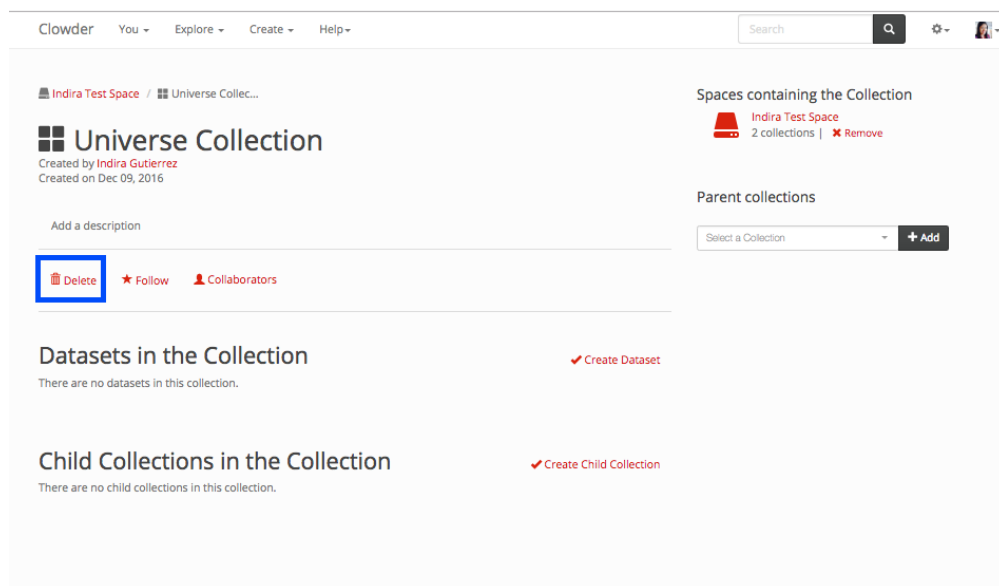 Clowder You Explore Create Help Search
Indira Test Space / Universe Collec...
Universe Collection
Created by Indira Gutierrez
Created on Dec 09, 2016
Add a description
Delete Follow Collaborators
Datasets in the Collection
Create Dataset
There are no datasets in this collection.
Child Collections in the Collection
Create Child Collection
There are no child collections in this collection.
Spaces containing the Collection
Indira Test Space
2 collections | Remove
Parent collections
Select a Collection Add